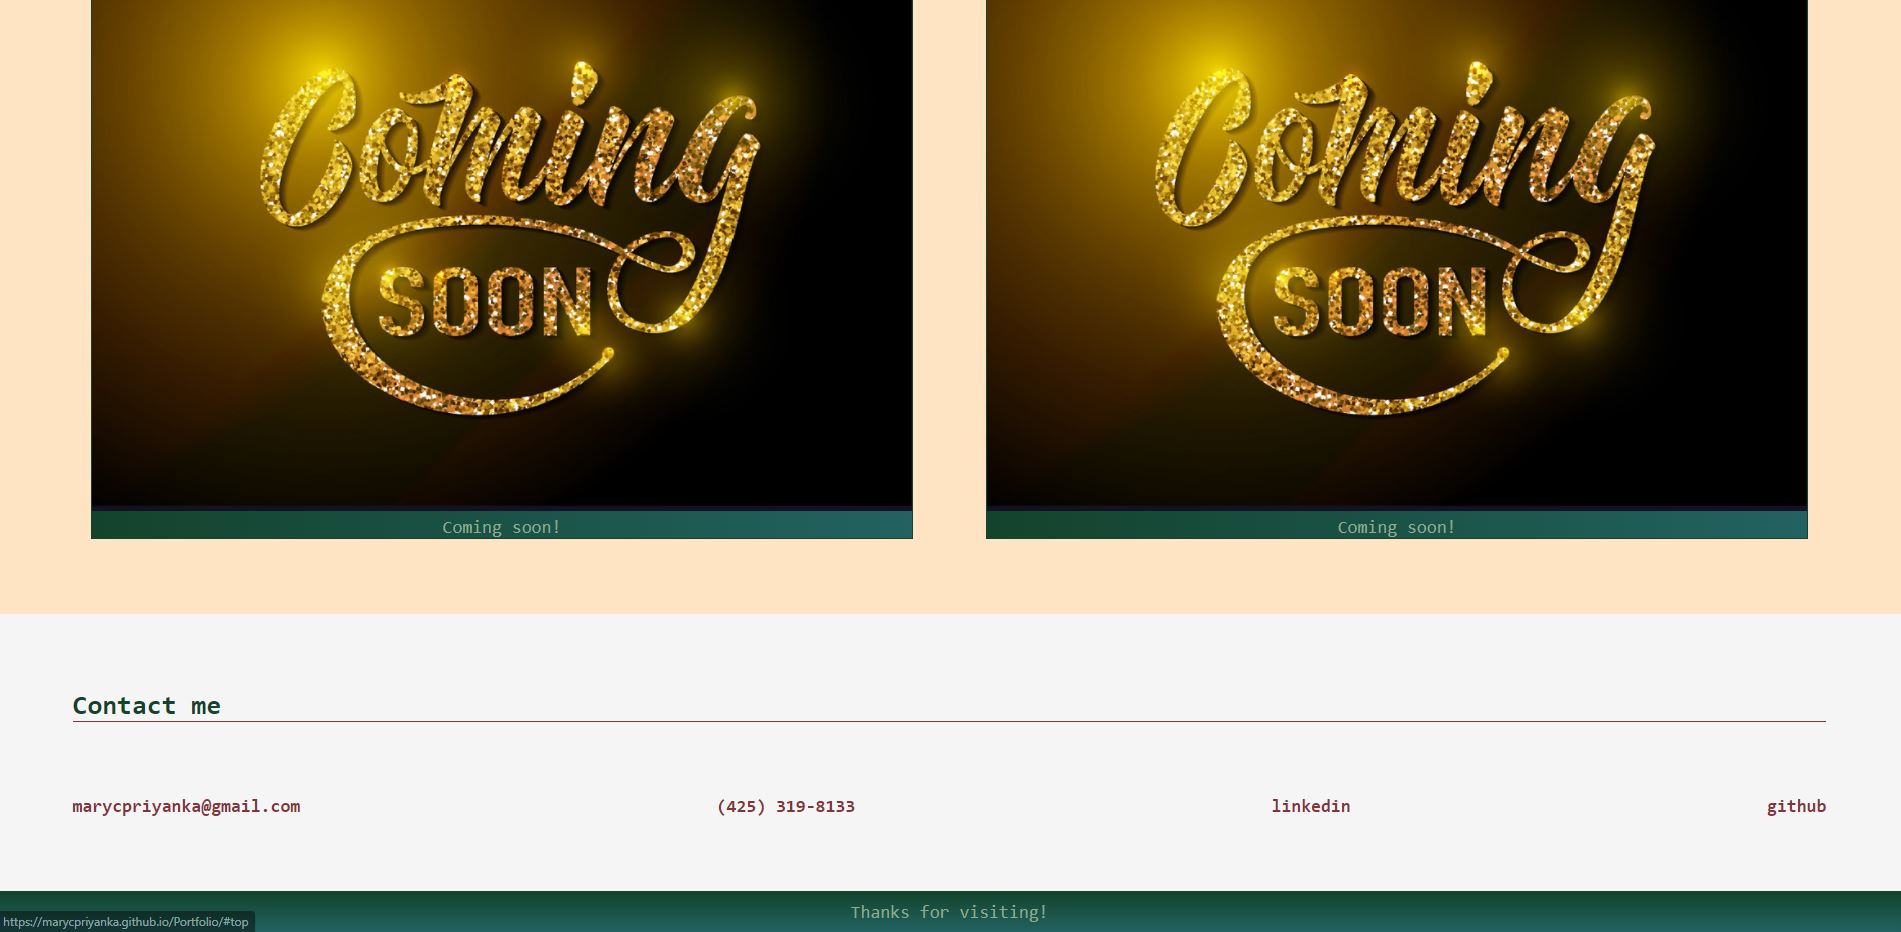 Coming
SOON
Coming soon!
Coming
SOON
Coming soon!
Contact me
marycpriyanka@gmail.com
(425) 319-8133
linkedin
github
Thanks for visiting!
https://marycpriyanka.github.io/Portfolio/#top